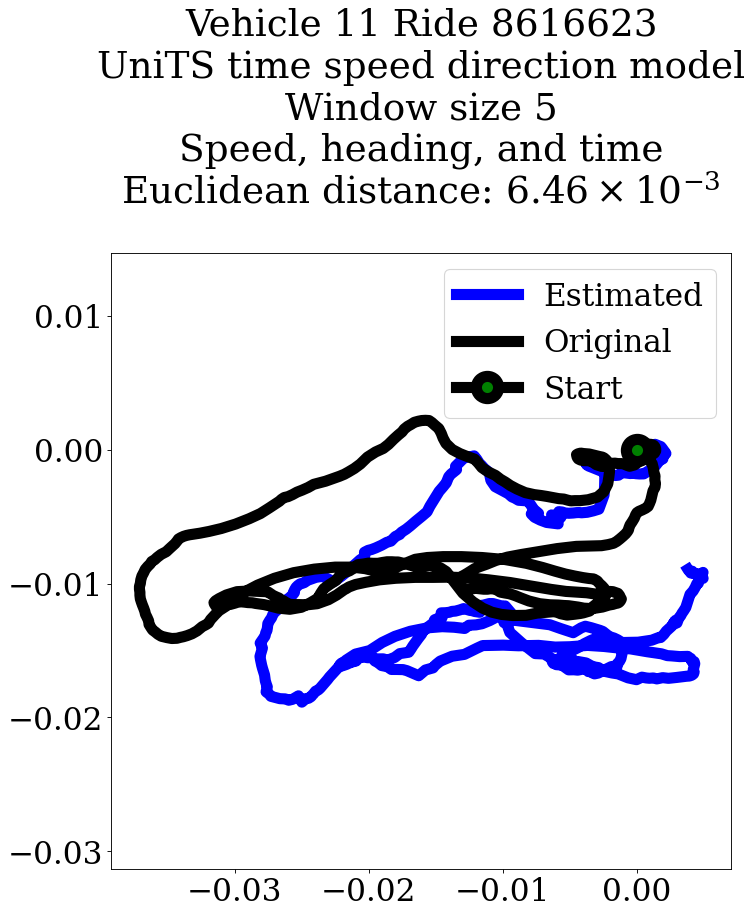 Vehicle 11 Ride 8616623
UniTS time speed direction model
Window size 5
Speed, heading, and time
Euclidean distance: 6.46 × 10⁻³
Estimated
Original
Start
0.01
0.00
−0.01
−0.02
−0.03
−0.03 −0.02 −0.01 0.00